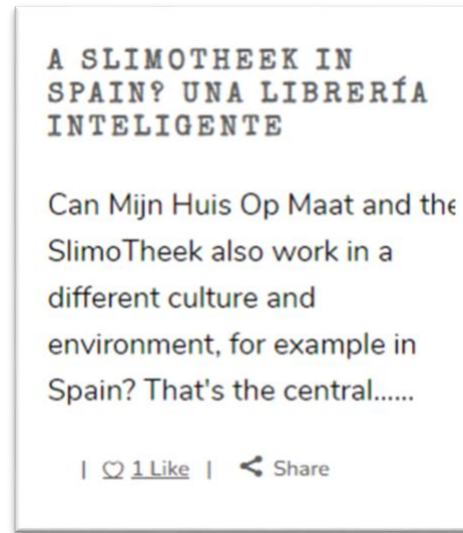 A SLIMOTHEEK IN
SPAIN? UNA LIBRERÍA
INTELIGENTE
Can Mijn Huis Op Maat and the
SlimoTheek also work in a
different culture and
environment, for example in
Spain? That's the central......
| 1 Like | Share